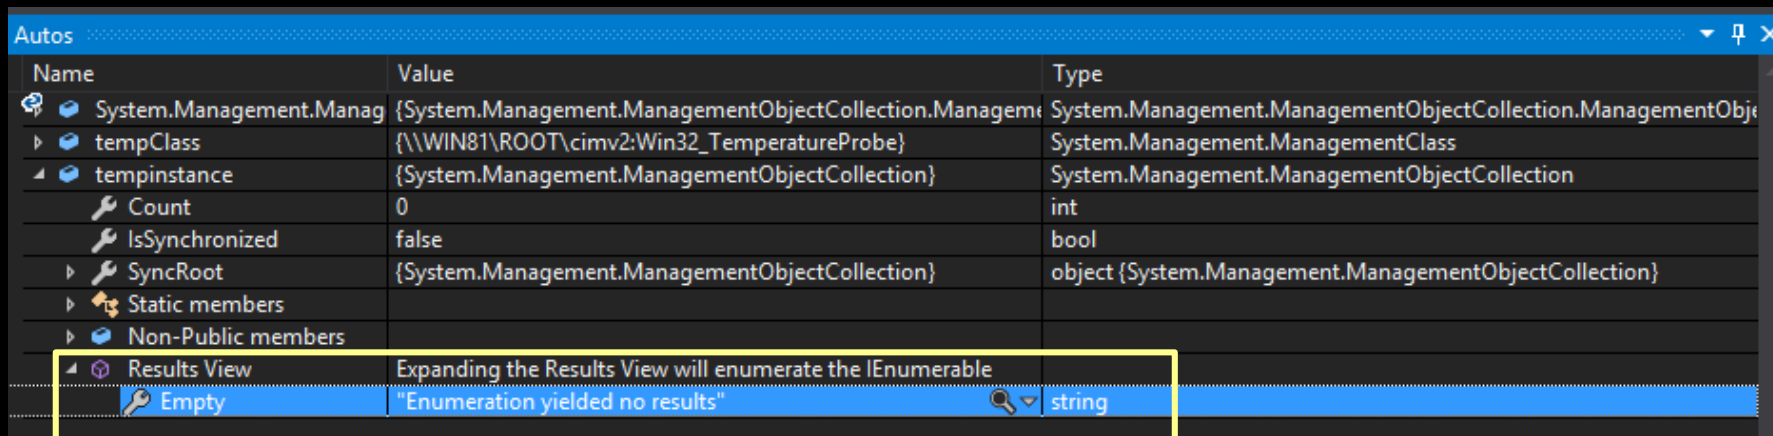 Autos
Name Value Type
System.Management.Manag {System.Management.ManagementObjectCollection.Manageme System.Management.ManagementObjectCollection.ManagementObje
tempClass {\\WIN81\ROOT\cimv2:Win32_TemperatureProbe} System.Management.ManagementClass
tempinstance {System.Management.ManagementObjectCollection} System.Management.ManagementObjectCollection
Count 0 int
IsSynchronized false bool
SyncRoot {System.Management.ManagementObjectCollection} object {System.Management.ManagementObjectCollection}
Static members
Non-Public members
Results View Expanding the Results View will enumerate the IEnumerable
Empty "Enumeration yielded no results" string